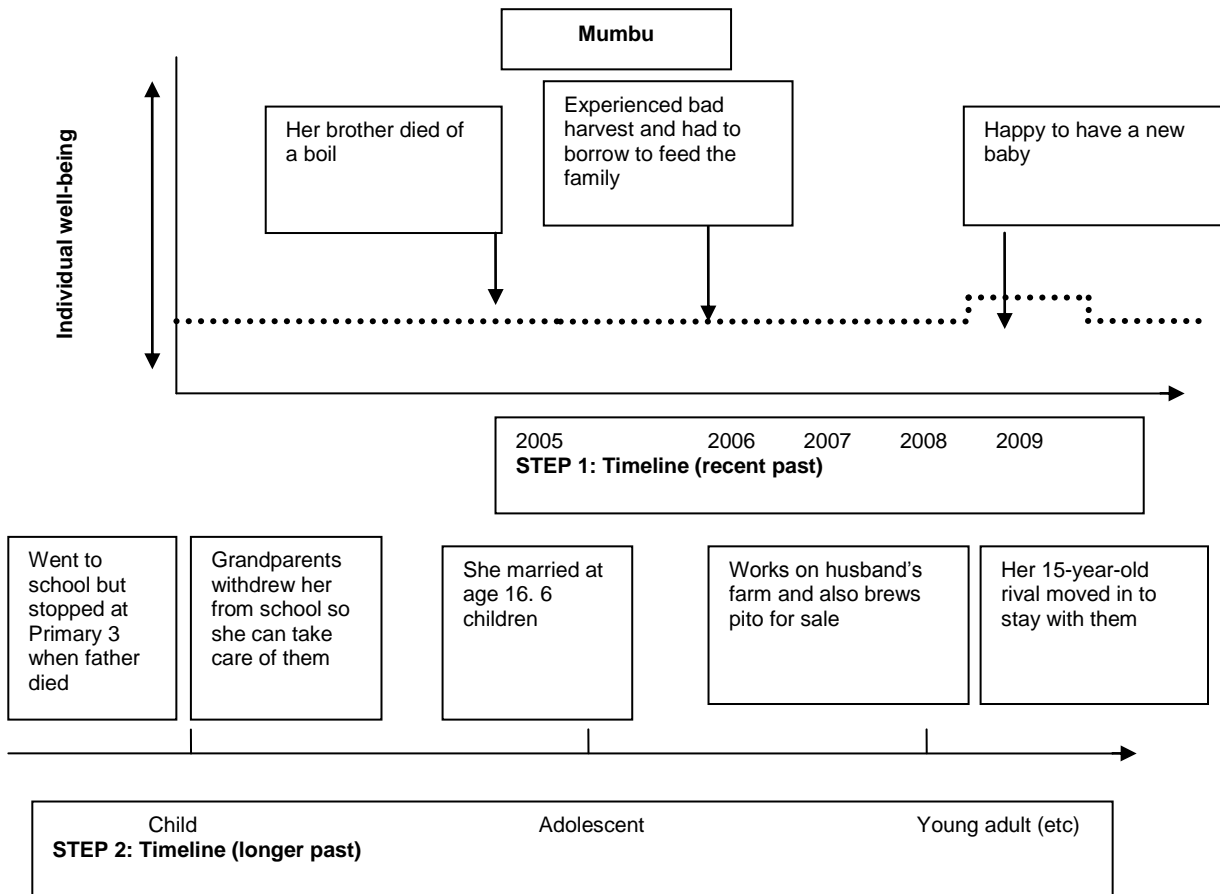 Mumbu
Individual well-being
Her brother died of
a boil
Experienced bad
harvest and had to
borrow to feed the
family
Happy to have a new
baby
2005 2006 2007 2008 2009
STEP 1: Timeline (recent past)
Went to
school but
stopped at
Primary 3
when father
died
Grandparents
withdrew her
from school so
she can take
care of them
She married at
age 16. 6
children
Works on husband’s
farm and also brews
pito for sale
Her 15-year-old
rival moved in to
stay with them
Child Adolescent Young adult (etc)
STEP 2: Timeline (longer past)